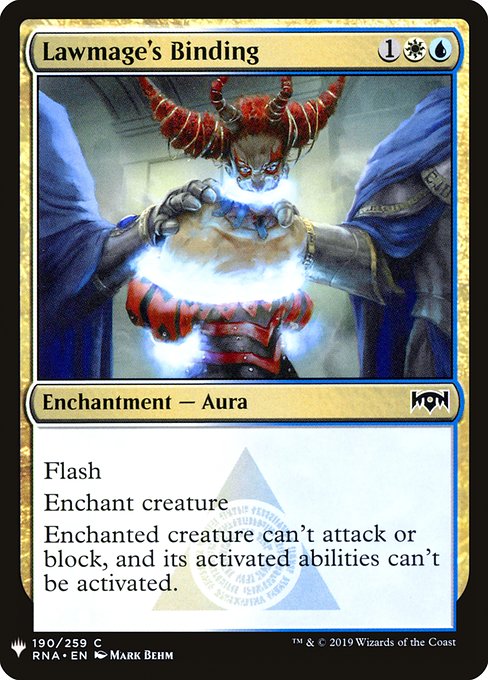 Lawmage's Binding 1
Enchantment — Aura
Flash
Enchant creature
Enchanted creature can't attack or
block, and its activated abilities can't
be activated.
190/259 C
RNA • EN Mark Behm
™ & © 2019 Wizards of the Coast